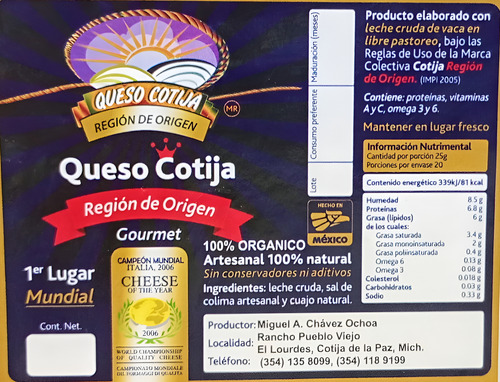 QUESO COTIJA
REGIÓN DE ORIGEN
MR
Queso Cotija
Región de Origen
Gourmet
1er Lugar
Mundial
Cont. Net.
CAMPEÓN MUNDIAL
ITALIA, 2006
CHEESE
OF THE YEAR
2006
WORLD CHAMPIONSHIP
OF QUALITY CHEESE
CAMPIONATO MONDIALE
DEI FORMAGGI DI QUALITA
Maduración (meses)
Consumo preferente
Lote
HECHO EN
MÉXICO
100% ORGANICO
Artesanal 100% natural
Sin conservadores ni aditivos
Ingredientes: leche cruda, sal de
colima artesanal y cuajo natural.
Productor: Miguel A. Chávez Ochoa
Localidad: Rancho Pueblo Viejo
El Lourdes, Cotija de la Paz, Mich.
Teléfono: (354) 135 8099, (354) 118 9199
Producto elaborado con
leche cruda de vaca en
libre pastoreo, bajo las
Reglas de Uso de la Marca
Colectiva Cotija Región
de Origen. (IMPI 2005)
Contiene: proteínas, vitaminas
A y C, omega 3 y 6.
Mantener en lugar fresco
Información Nutrimental
Cantidad por porción 25g
Porciones por envase 20
Contenido energético 339kJ/81 kcal
Humedad 8.5 g
Proteínas 6.8 g
Grasa (lípidos) 6 g
de los cuales:
Grasa saturada 3.4 g
Grasa monoinsaturada 2 g
Grasa poliinsaturada 0.4 g
Omega 6 0.13 g
Omega 3 0.08 g
Colesterol 0.018 g
Carbohidratos 0.03 g
Sodio 0.33 g